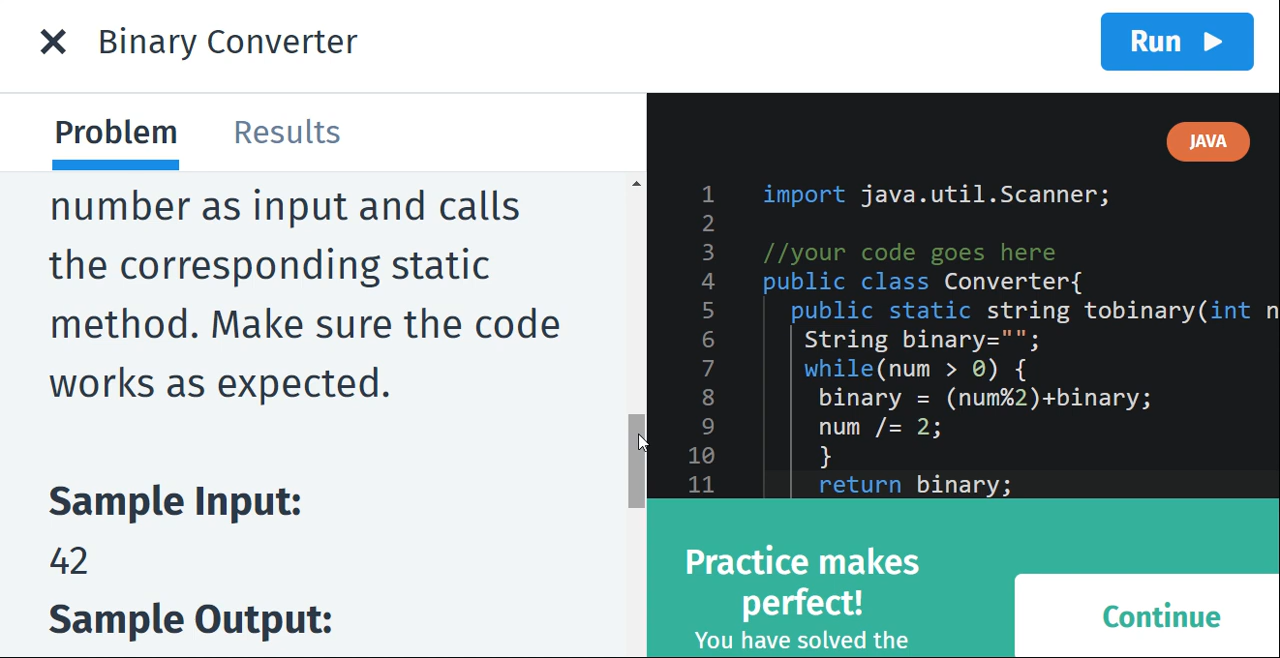 Binary Converter
Run
Problem
Results
number as input and calls
the corresponding static
method. Make sure the code
works as expected.
Sample Input:
42
Sample Output:
JAVA
1 import java.util.Scanner;
2
3 //your code goes here
4 public class Converter{
5 public static string tobinary(int n
6 String binary="";
7 while(num > 0) {
8 binary = (num%2)+binary;
9 num /= 2;
10 }
11 return binary;
Practice makes
perfect!
You have solved the
Continue